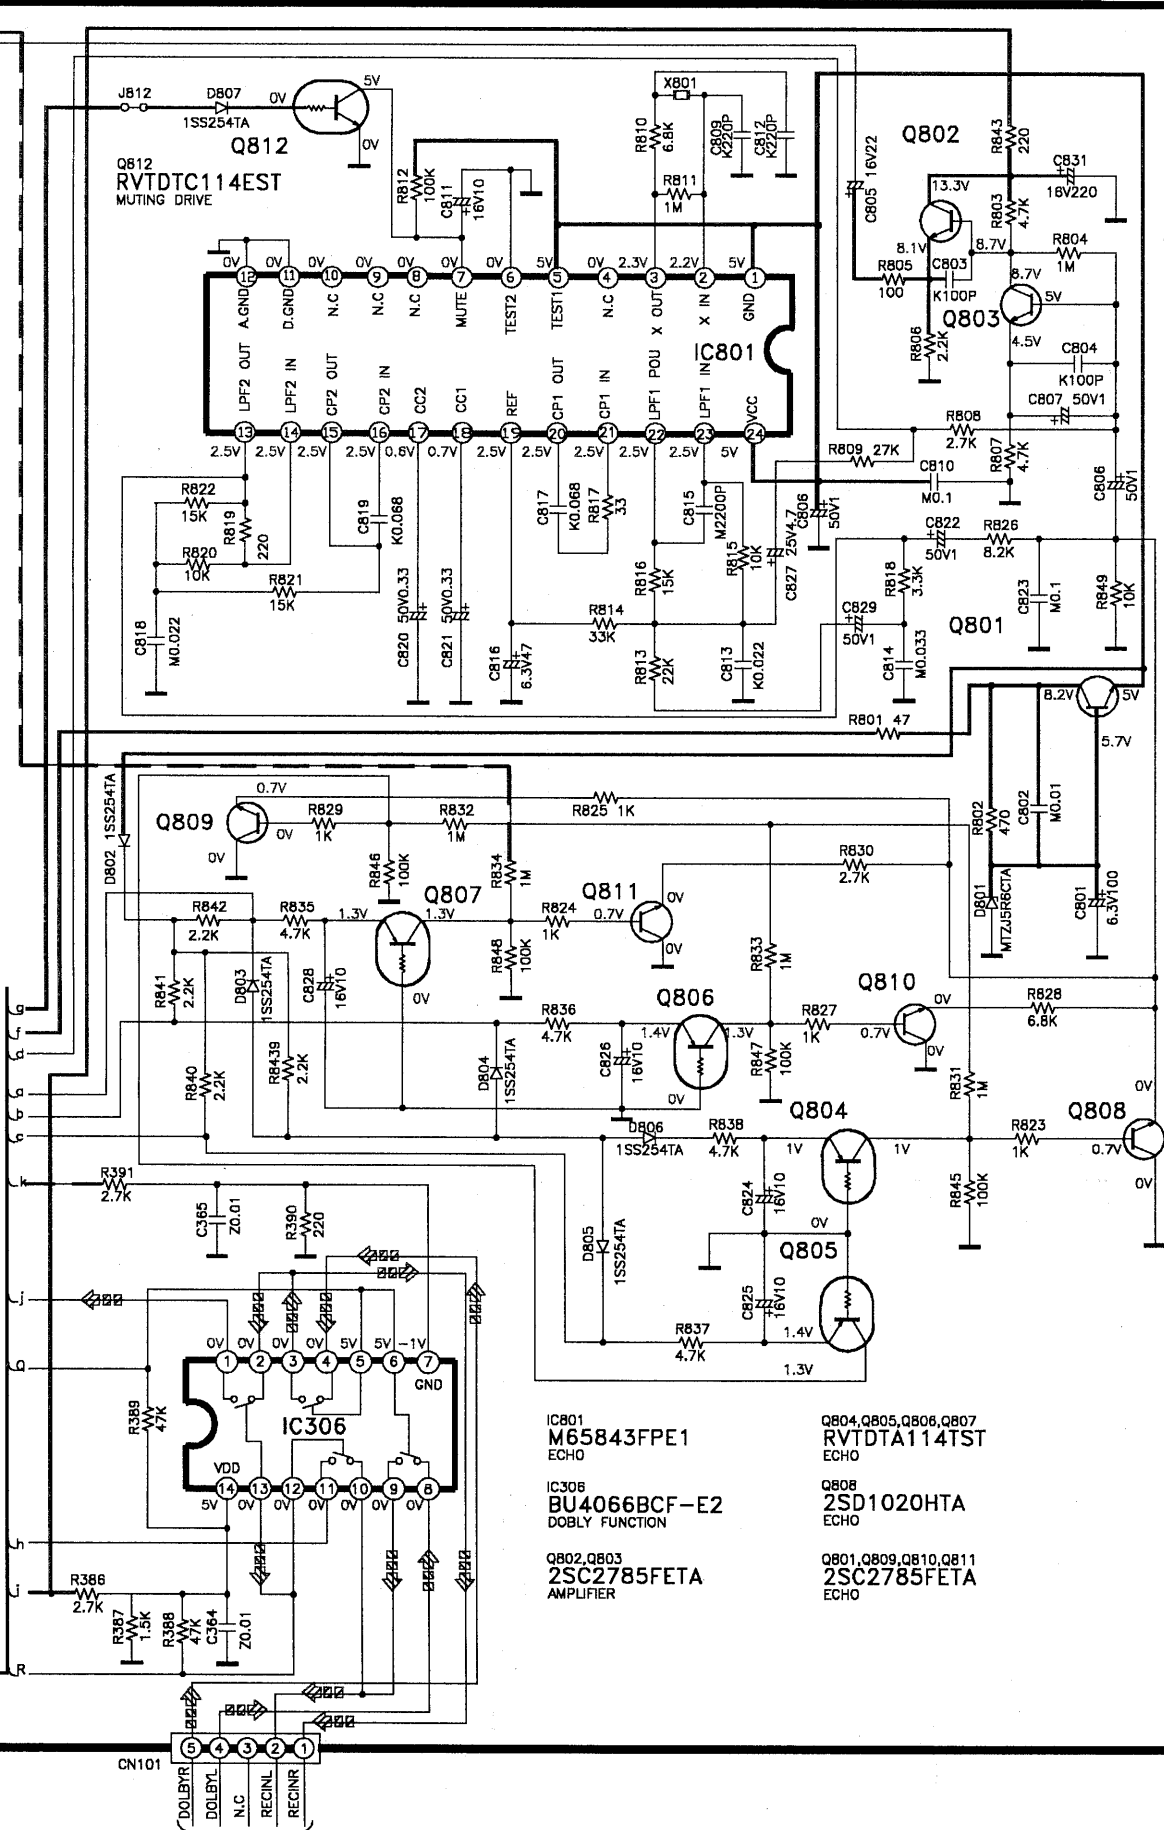 J812
D807
1SS254TA
0V
5V
0V
Q812
Q812
RVTDTC114EST
MUTING DRIVE
R812
100K
C811
16V10
R810
6.8K
X801
C809
K220P
C812
K220P
R811
1M
C805 16V22
Q802
R843
220
C831
16V220
13.3V
R803
4.7K
8.1V
8.7V
R804
1M
R805
100
C803
K100P
8.7V
5V
Q803
4.5V
R806
2.2K
C804
K100P
C807 50V1
R808
2.7K
R807
4.7K
R809 27K
C810
M0.1
C806
50V1
0V 0V 0V 0V 0V 0V 0V 5V 0V 2.3V 2.2V 5V
12 11 10 9 8 7 6 5 4 3 2 1
A.GND
D.GND
N.C
N.C
N.C
MUTE
TEST2
TEST1
N.C
X OUT
X IN
GND
IC801
LPF2 OUT
LPF2 IN
CP2 OUT
CP2 IN
CC2
CC1
REF
CP1 OUT
CP1 IN
LPF1 POU
LPF1 IN
VCC
13 14 15 16 17 18 19 20 21 22 23 24
2.5V 2.5V 2.5V 2.5V 0.6V 0.7V 2.5V 2.5V 2.5V 2.5V 2.5V 5V
R822
15K
R819
220
R820
10K
R821
15K
C818
M0.022
C819
K0.068
C820 50V0.33
C821 50V0.33
C817
K0.068
R817
33
C815
M2200P
R815
10K
C827 25V4.7
C806
50V1
R816
15K
R814
33K
C816
6.3V47
R813
22K
C813
K0.022
C829
50V1
R818
3.3K
C814
M0.033
C822
50V1
R826
8.2K
C823
M0.1
R849
10K
Q801
8.2V
5V
5.7V
R801 47
R802
470
C802
M0.01
D801
MTZJ5R6CTA
C801
6.3V100
D802 1SS254TA
Q809
0.7V
0V
0V
R829
1K
R832
1M
R825 1K
R846
100K
R834
1M
R830
2.7K
Q807
1.3V
1.3V
0V
Q811
0.7V
0V
0V
R824
1K
R842
2.2K
R835
4.7K
R841
2.2K
D803
1SS254TA
C828
16V10
R848
100K
R833
1M
Q810
0V
0.7V
0V
R828
6.8K
R840
2.2K
R8439
2.2K
D804
1SS254TA
R836
4.7K
C826
16V10
Q806
1.4V
1.3V
0V
R827
1K
R847
100K
R831
1M
g
f
d
a
b
c
k
j
Q
h
i
R
D806
1SS254TA
R838
4.7K
Q804
1V
1V
0V
R823
1K
Q808
0V
0.7V
0V
C824
16V10
R845
100K
D805
1SS254TA
Q805
C825
16V10
R837
4.7K
1.4V
1.3V
R391
2.7K
C365
Z0.01
R390
220
0V 0V 0V 0V 5V 5V -1V
1 2 3 4 5 6 7
GND
IC306
VDD
14 13 12 11 10 9 8
5V 0V 0V 0V 0V 0V 0V
R389
47K
R386
2.7K
R387
1.5K
R388
47K
C364
Z0.01
IC801
M65843FPE1
ECHO
IC306
BU4066BCF-E2
DOBLY FUNCTION
Q802,Q803
2SC2785FETA
AMPLIFIER
Q804,Q805,Q806,Q807
RVTDTA114TST
ECHO
Q808
2SD1020HTA
ECHO
Q801,Q809,Q810,Q811
2SC2785FETA
ECHO
CN101
5 4 3 2 1
DOLBYR
DOLBYL
N.C
RECINL
RECINR